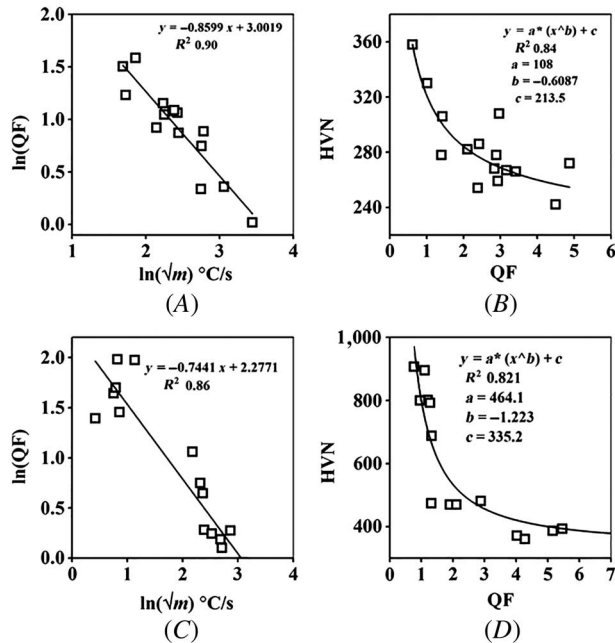 y = −0.8599 x + 3.0019
R² 0.90
ln(QF)
2.0
1.5
1.0
0.5
0.0
1 2 3 4
ln(√m) °C/s
(A)
y = a* (x^b) + c
R² 0.84
a = 108
b = −0.6087
c = 213.5
HVN
360
320
280
240
0 1 2 3 4 5 6
QF
(B)
y = −0.7441 x + 2.2771
R² 0.86
ln(QF)
2.0
1.5
1.0
0.5
0.0
0 1 2 3 4
ln(√m) °C/s
(C)
y = a* (x^b) + c
R² 0.821
a = 464.1
b = −1.223
c = 335.2
HVN
1,000
800
600
400
0 1 2 3 4 5 6 7
QF
(D)